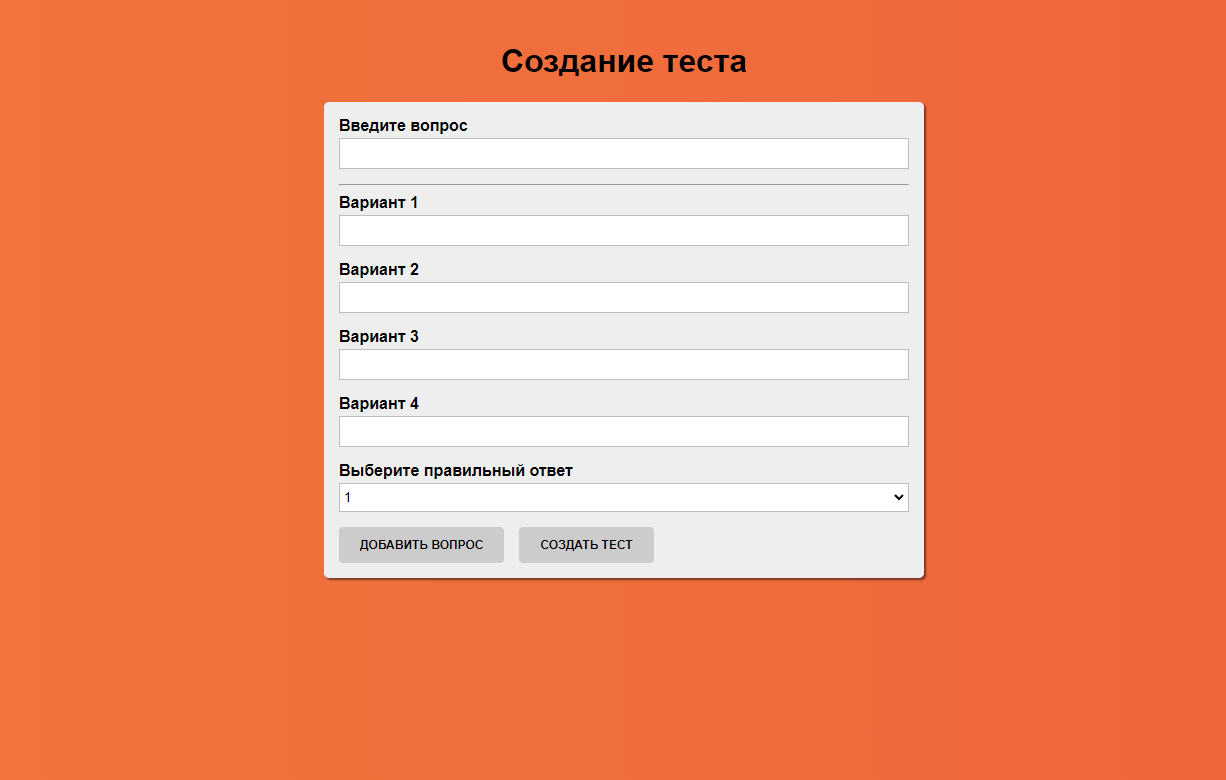 Создание теста
Введите вопрос
Вариант 1
Вариант 2
Вариант 3
Вариант 4
Выберите правильный ответ
1
ДОБАВИТЬ ВОПРОС СОЗДАТЬ ТЕСТ